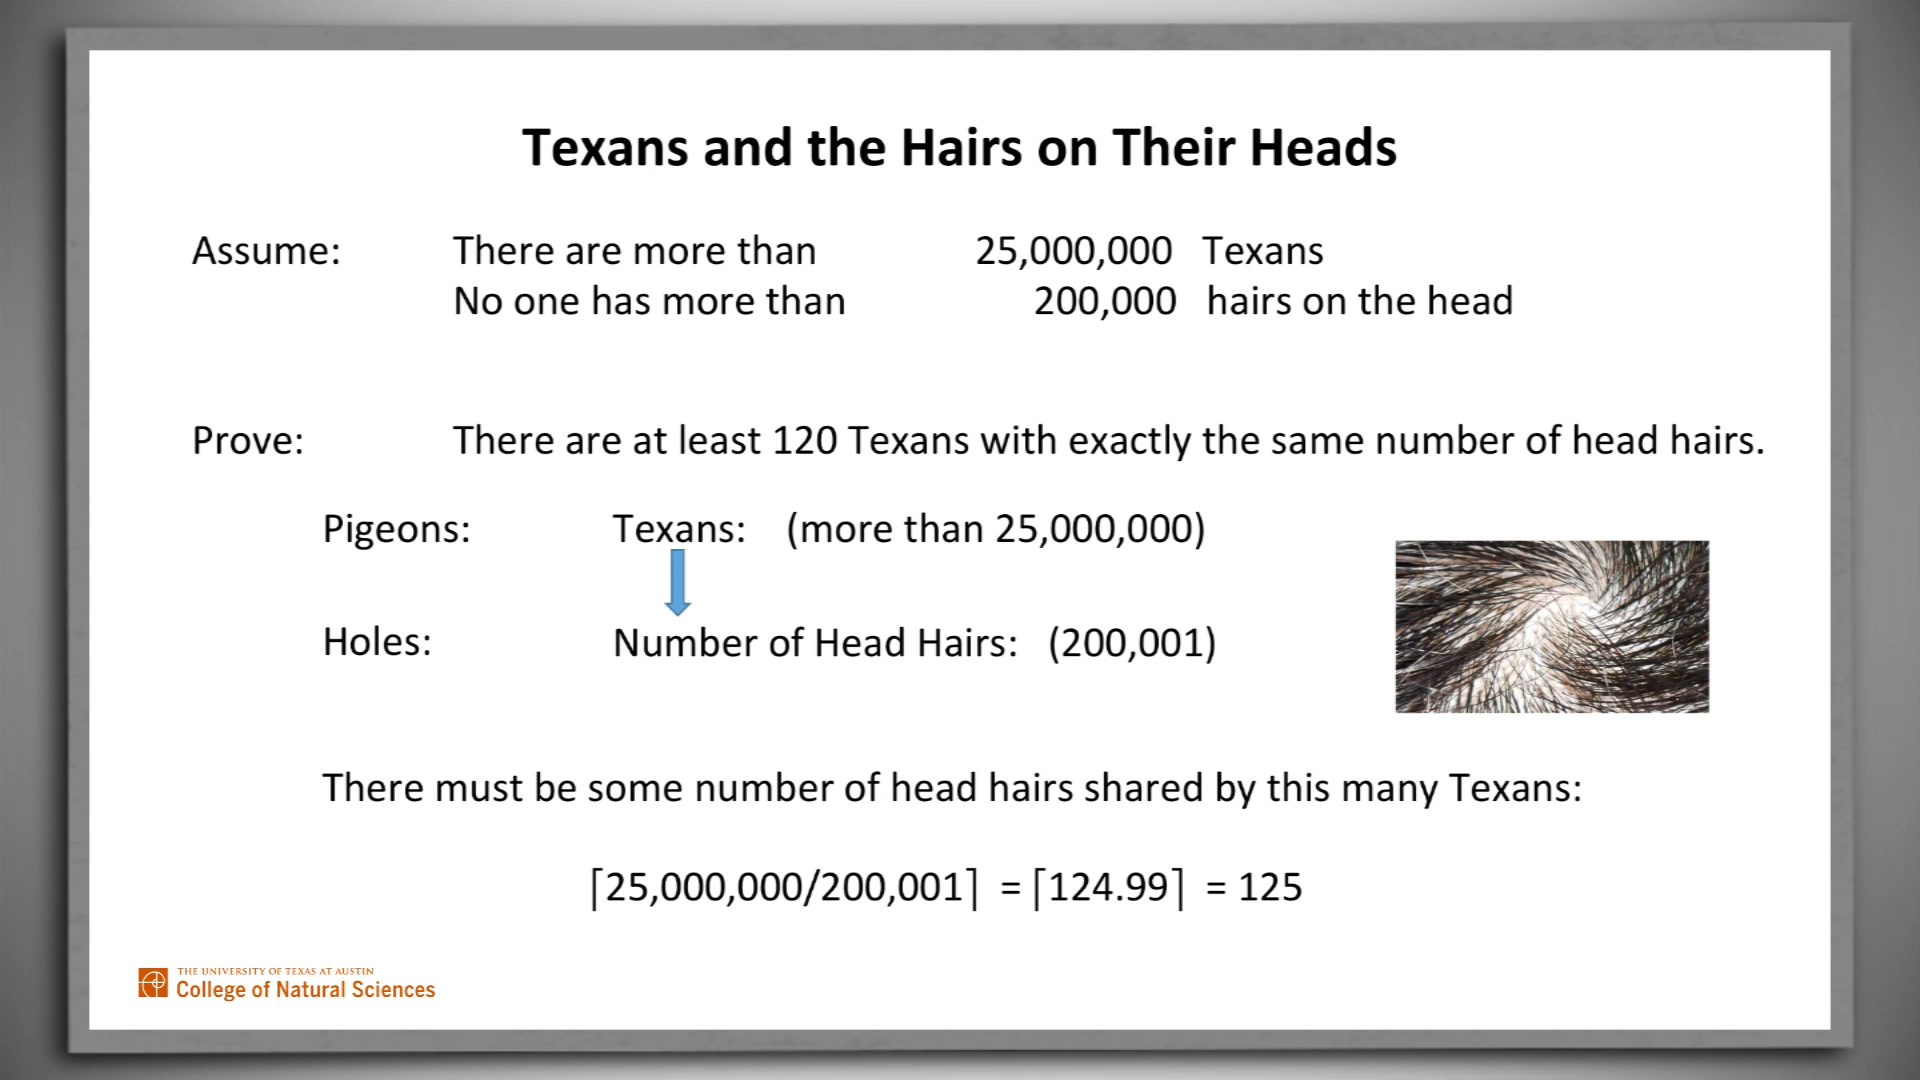 Texans and the Hairs on Their Heads
Assume: There are more than 25,000,000 Texans
No one has more than 200,000 hairs on the head
Prove: There are at least 120 Texans with exactly the same number of head hairs.
Pigeons: Texans: (more than 25,000,000)
Holes: Number of Head Hairs: (200,001)
There must be some number of head hairs shared by this many Texans:
⌈25,000,000/200,001⌉ = ⌈124.99⌉ = 125
THE UNIVERSITY OF TEXAS AT AUSTIN
College of Natural Sciences